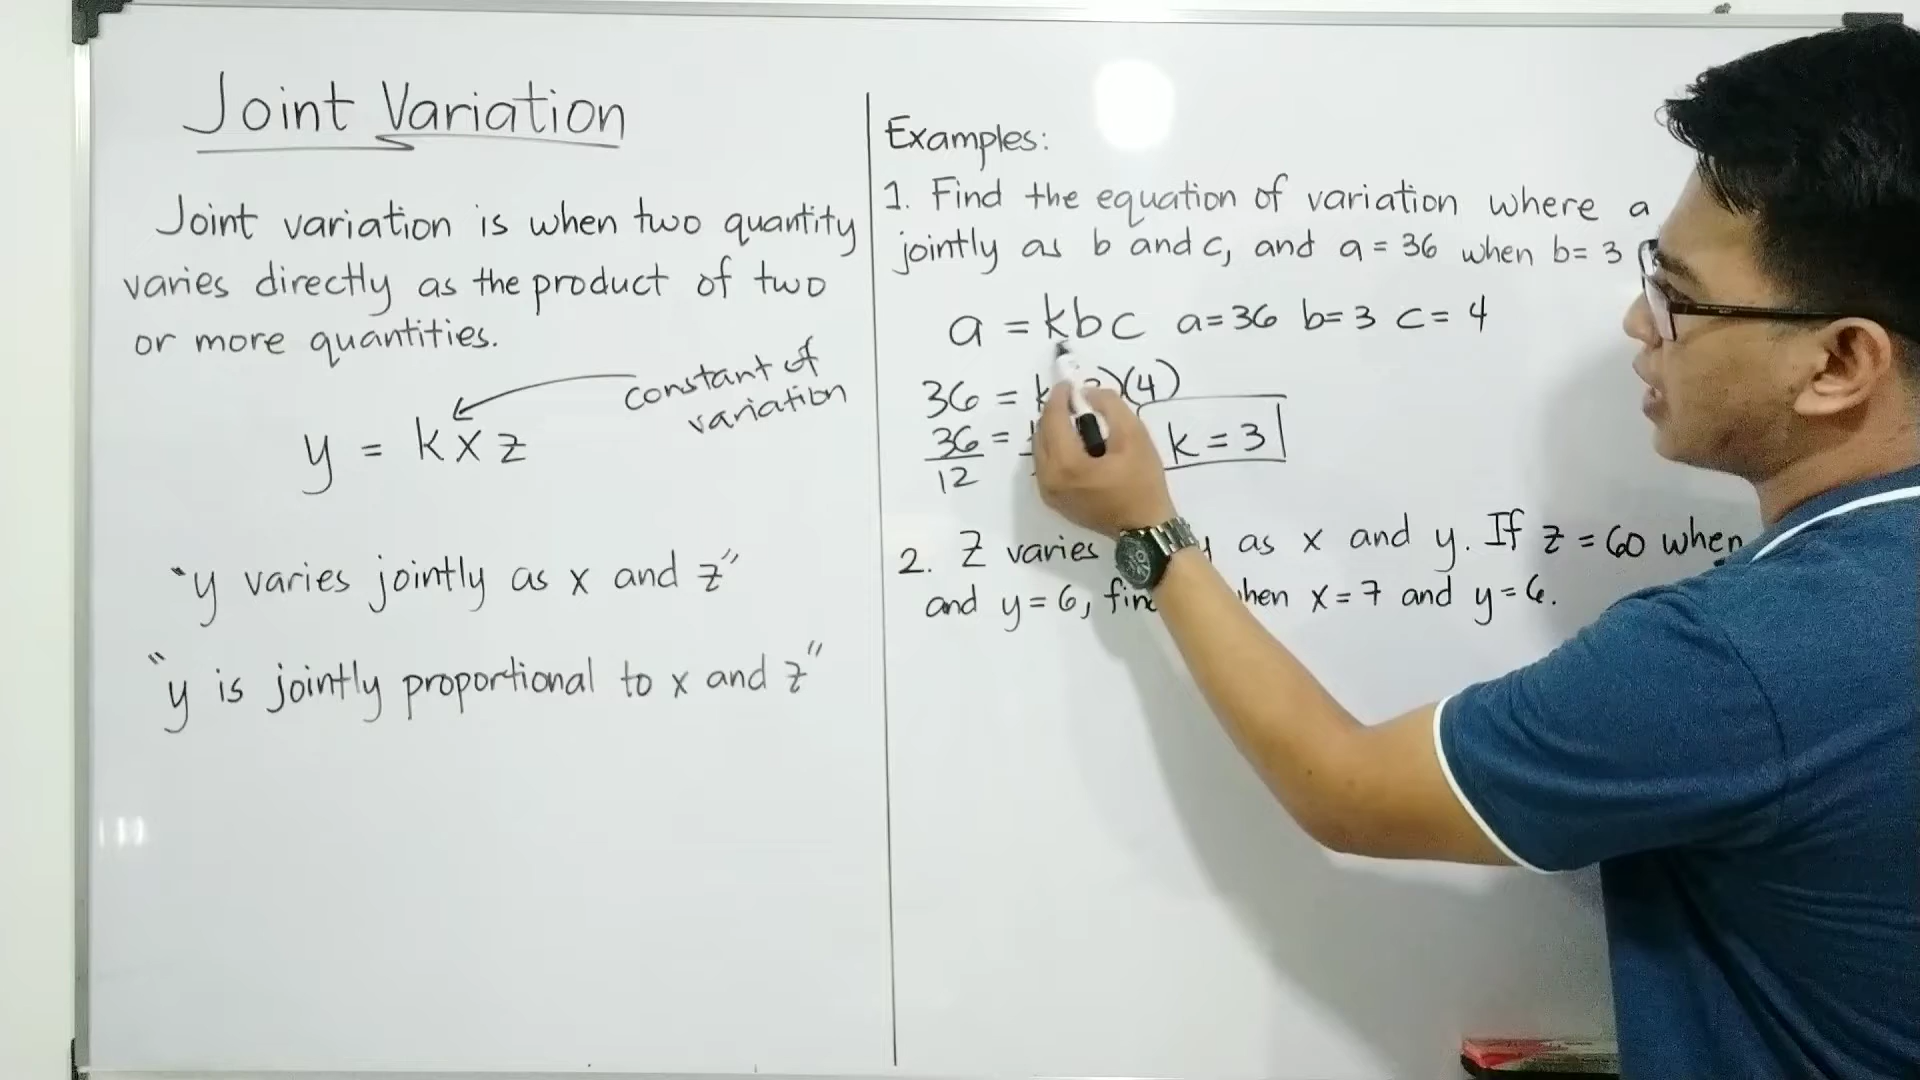 Joint Variation
Joint variation is when two quantity
varies directly as the product of two
or more quantities.
constant of
variation
y = kxz
"y varies jointly as x and z"
"y is jointly proportional to x and z"
Examples:
1. Find the equation of variation where a
jointly as b and c, and a = 36 when b= 3
a = kbc a=36 b=3 c= 4
36 = k )(4)
36 =
12
k = 3
2. Z varies y as x and y. If z = 60 when
and y = 6, find when x = 7 and y = 6.